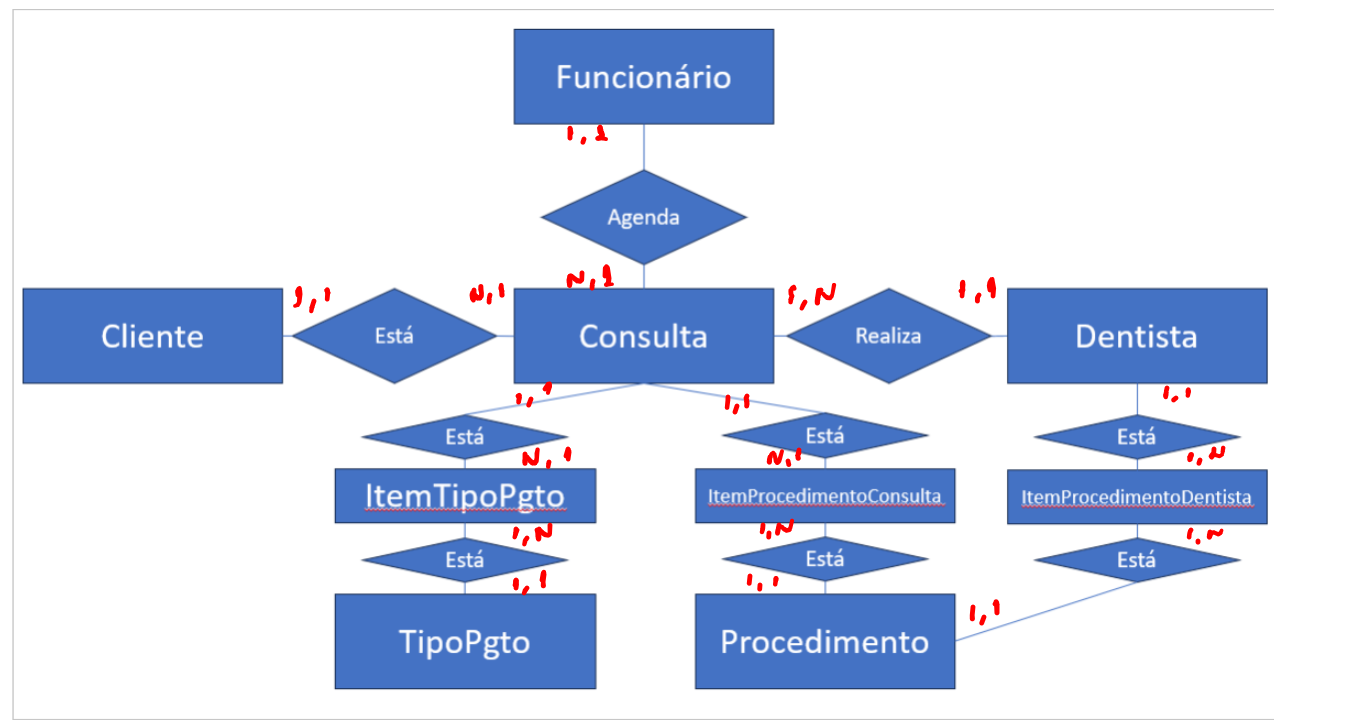 Funcionário
1,1
Agenda
N,1
Cliente
1,1
Está
N,1
Consulta
1,N
Realiza
1,1
Dentista
1,1
1,1
1,1
Está
Está
Está
N,1
N,1
1,N
ItemTipoPgto
ItemProcedimentoConsulta
ItemProcedimentoDentista
1,N
1,N
1,N
Está
Está
Está
1,1
1,1
1,1
TipoPgto
Procedimento